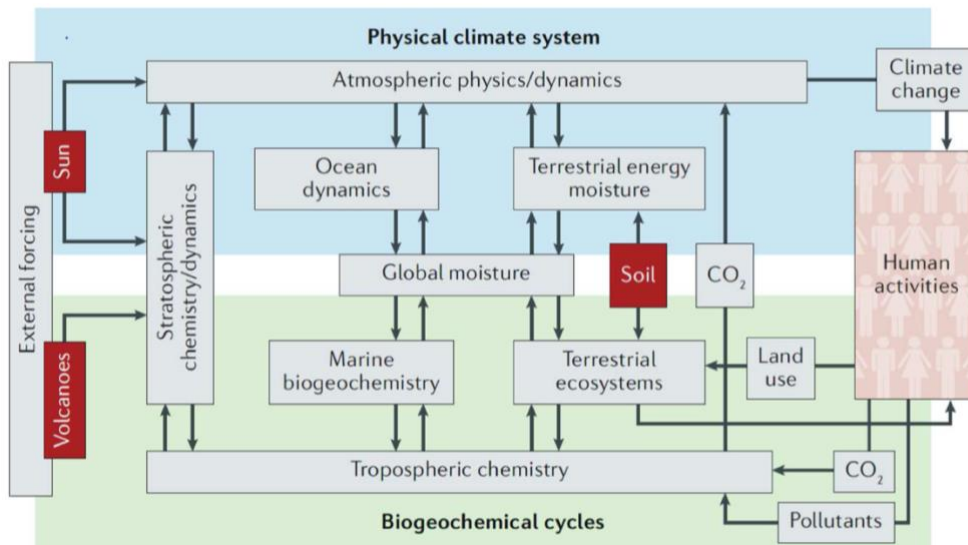 Physical climate system
Atmospheric physics/dynamics
Climate
change
External forcing
Sun
Volcanoes
Stratospheric
chemistry/dynamics
Ocean
dynamics
Terrestrial energy
moisture
Global moisture
Soil
CO₂
Human
activities
Marine
biogeochemistry
Terrestrial
ecosystems
Land
use
Tropospheric chemistry
CO₂
Pollutants
Biogeochemical cycles